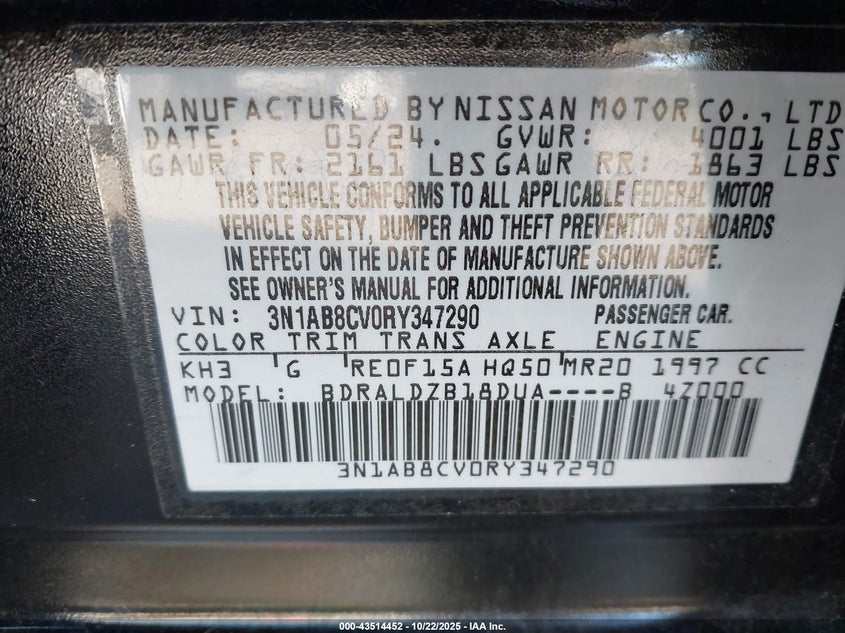 MANUFACTURED BY NISSAN MOTOR CO., LTD
DATE: 05/24. GVWR: 4001 LBS
GAWR FR: 2161 LBS GAWR RR: 1863 LBS
THIS VEHICLE CONFORMS TO ALL APPLICABLE FEDERAL MOTOR
VEHICLE SAFETY, BUMPER AND THEFT PREVENTION STANDARDS
IN EFFECT ON THE DATE OF MANUFACTURE SHOWN ABOVE.
SEE OWNER'S MANUAL FOR ADDITIONAL INFORMATION.
VIN: 3N1AB8CV0RY347290 PASSENGER CAR.
COLOR TRIM TRANS AXLE ENGINE
KH3 G RE0F15A HQ50 MR20 1997 CC
MODEL: BDRALDZB18DUA----B 4Z000
3N1AB8CV0RY347290
000-43514452 - 10/22/2025 - IAA Inc.